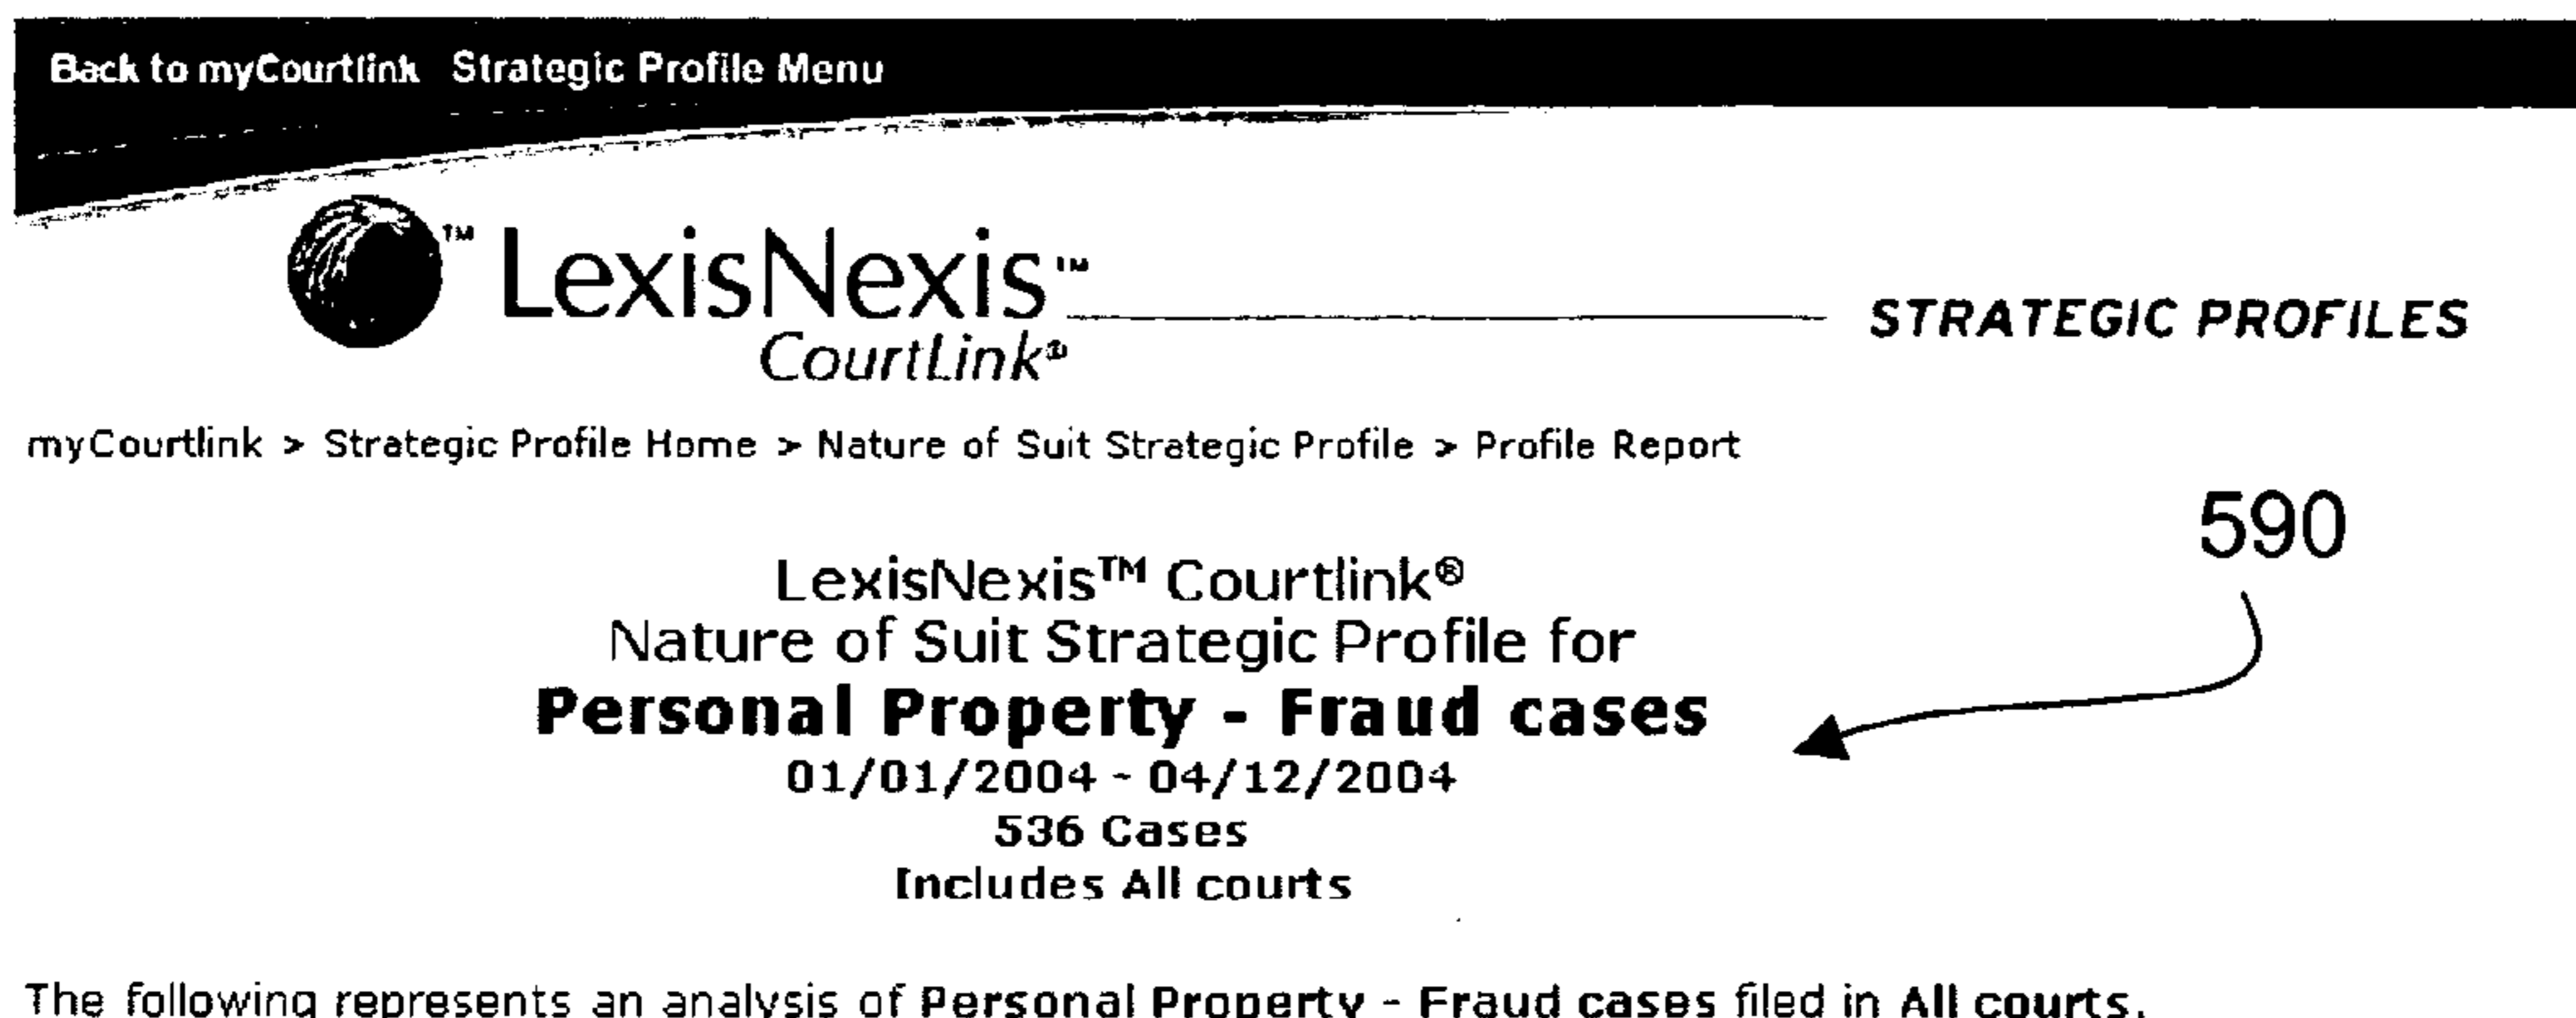 Back to myCourtlink Strategic Profile Menu
™ LexisNexis™
CourtLink®
STRATEGIC PROFILES
myCourtlink > Strategic Profile Home > Nature of Suit Strategic Profile > Profile Report
590
LexisNexis™ Courtlink®
Nature of Suit Strategic Profile for
Personal Property - Fraud cases
01/01/2004 - 04/12/2004
536 Cases
Includes All courts
The following represents an analysis of Personal Property - Fraud cases filed in All courts.